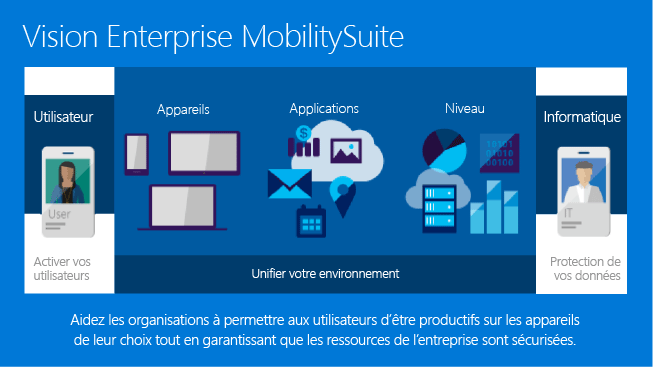 Vision Enterprise MobilitySuite
Utilisateur
Appareils
Applications
Niveau
Informatique
$
10101
01010
00100
User
IT
Activer vos
utilisateurs
Unifier votre environnement
Protection de
vos données
Aidez les organisations à permettre aux utilisateurs d'être productifs sur les appareils
de leur choix tout en garantissant que les ressources de l'entreprise sont sécurisées.